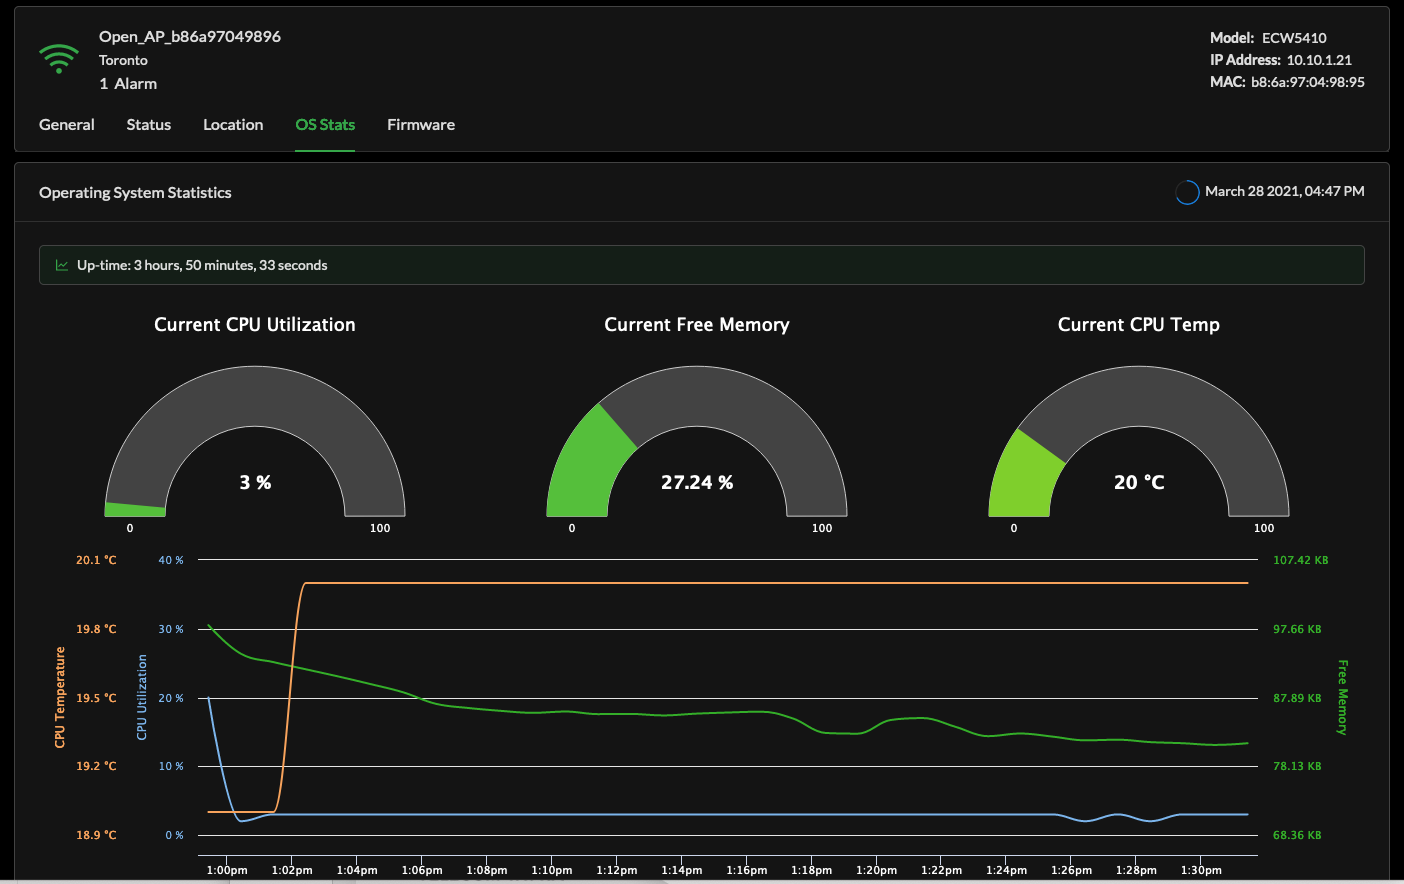 Open_AP_b86a97049896
Toronto
1 Alarm
Model: ECW5410
IP Address: 10.10.1.21
MAC: b8:6a:97:04:98:95
General Status Location OS Stats Firmware
Operating System Statistics
March 28 2021, 04:47 PM
Up-time: 3 hours, 50 minutes, 33 seconds
Current CPU Utilization
3 %
0 100
Current Free Memory
27.24 %
0 100
Current CPU Temp
20 °C
0 100
CPU Temperature
20.1 °C
19.8 °C
19.5 °C
19.2 °C
18.9 °C
CPU Utilization
40 %
30 %
20 %
10 %
0 %
107.42 KB
97.66 KB
87.89 KB
78.13 KB
68.36 KB
Free Memory
1:00pm 1:02pm 1:04pm 1:06pm 1:08pm 1:10pm 1:12pm 1:14pm 1:16pm 1:18pm 1:20pm 1:22pm 1:24pm 1:26pm 1:28pm 1:30pm